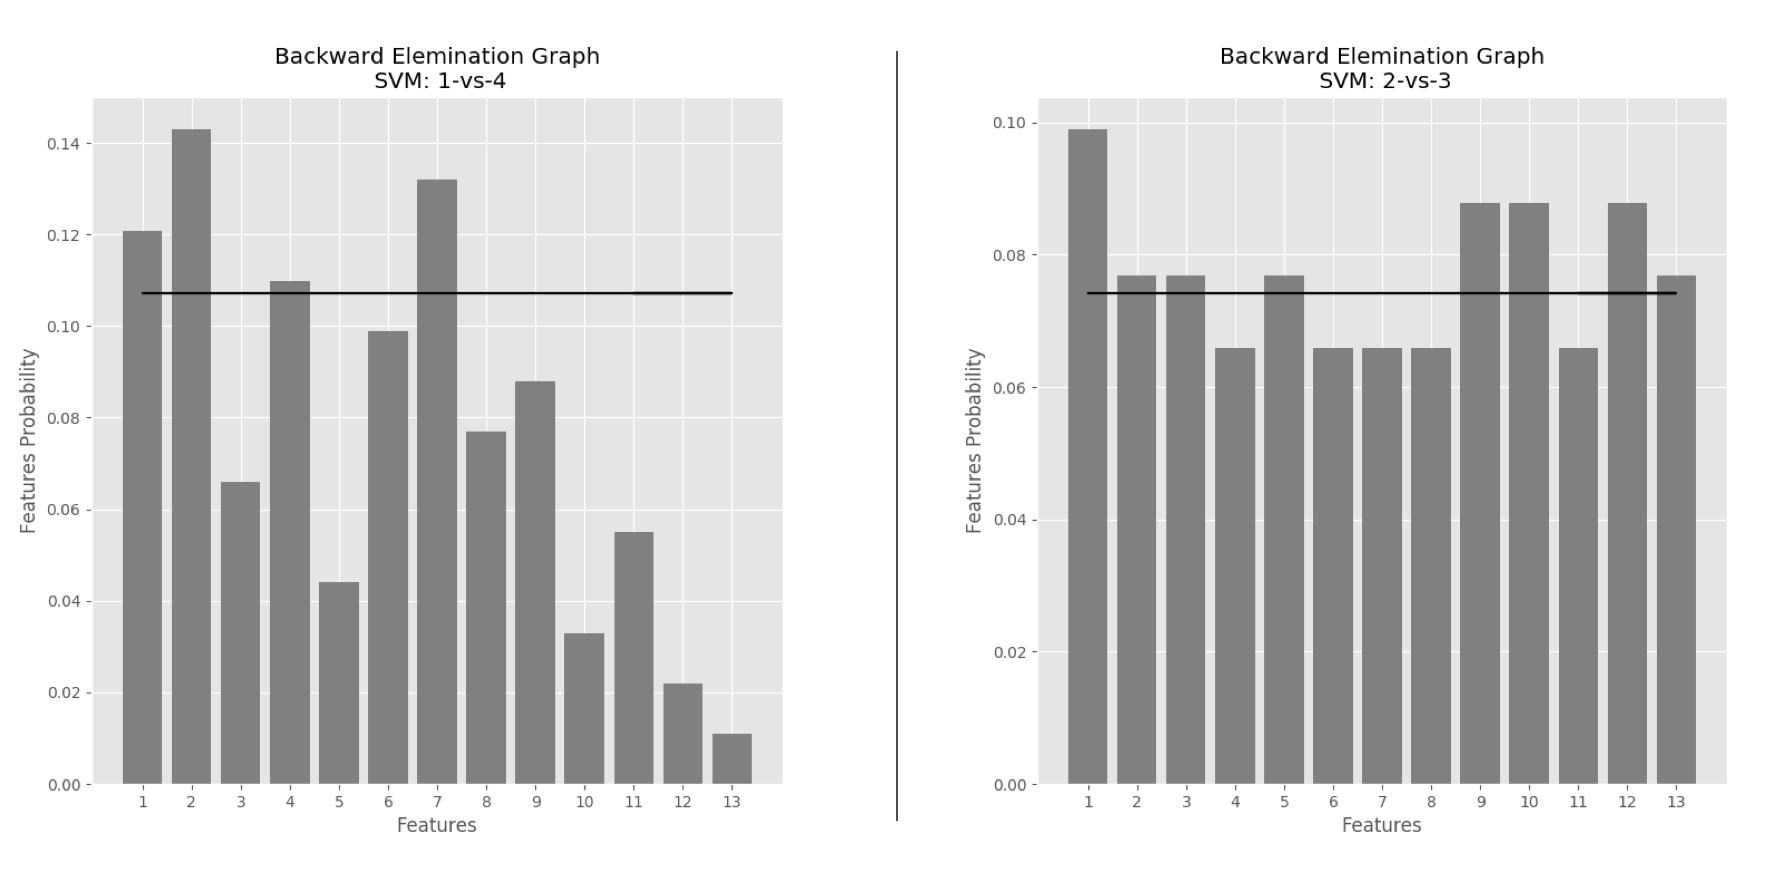 Backward Elemination Graph
SVM: 1-vs-4
0.14
0.12
0.10
0.08
0.06
0.04
0.02
0.00
Features Probability
1 2 3 4 5 6 7 8 9 10 11 12 13
Features
Backward Elemination Graph
SVM: 2-vs-3
0.10
0.08
0.06
0.04
0.02
0.00
Features Probability
1 2 3 4 5 6 7 8 9 10 11 12 13
Features